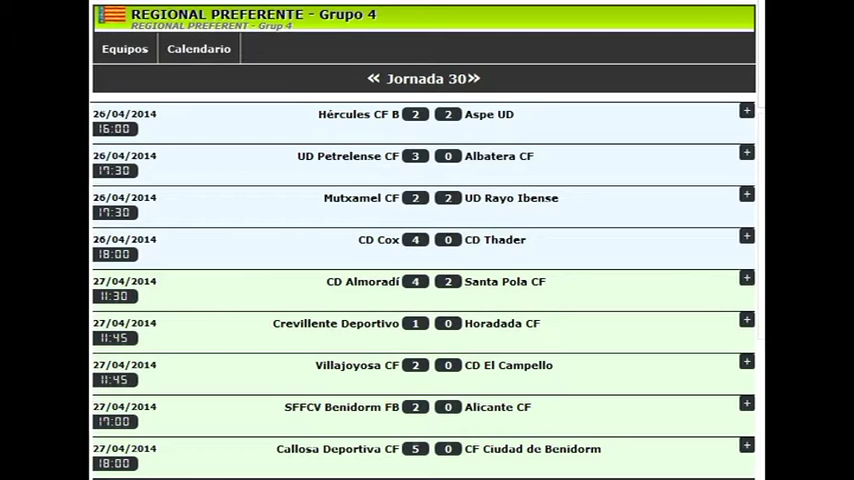 REGIONAL PREFERENTE - Grupo 4
REGIONAL PREFERENT - Grup 4
Equipos Calendario
« Jornada 30»
26/04/2014 Hércules CF B 2 2 Aspe UD +
16:00
26/04/2014 UD Petrelense CF 3 0 Albatera CF +
17:30
26/04/2014 Mutxamel CF 2 2 UD Rayo Ibense +
17:30
26/04/2014 CD Cox 4 0 CD Thader +
18:00
27/04/2014 CD Almoradí 4 2 Santa Pola CF +
11:30
27/04/2014 Crevillente Deportivo 1 0 Horadada CF +
11:45
27/04/2014 Villajoyosa CF 2 0 CD El Campello +
11:45
27/04/2014 SFFCV Benidorm FB 2 0 Alicante CF +
17:00
27/04/2014 Callosa Deportiva CF 5 0 CF Ciudad de Benidorm +
18:00